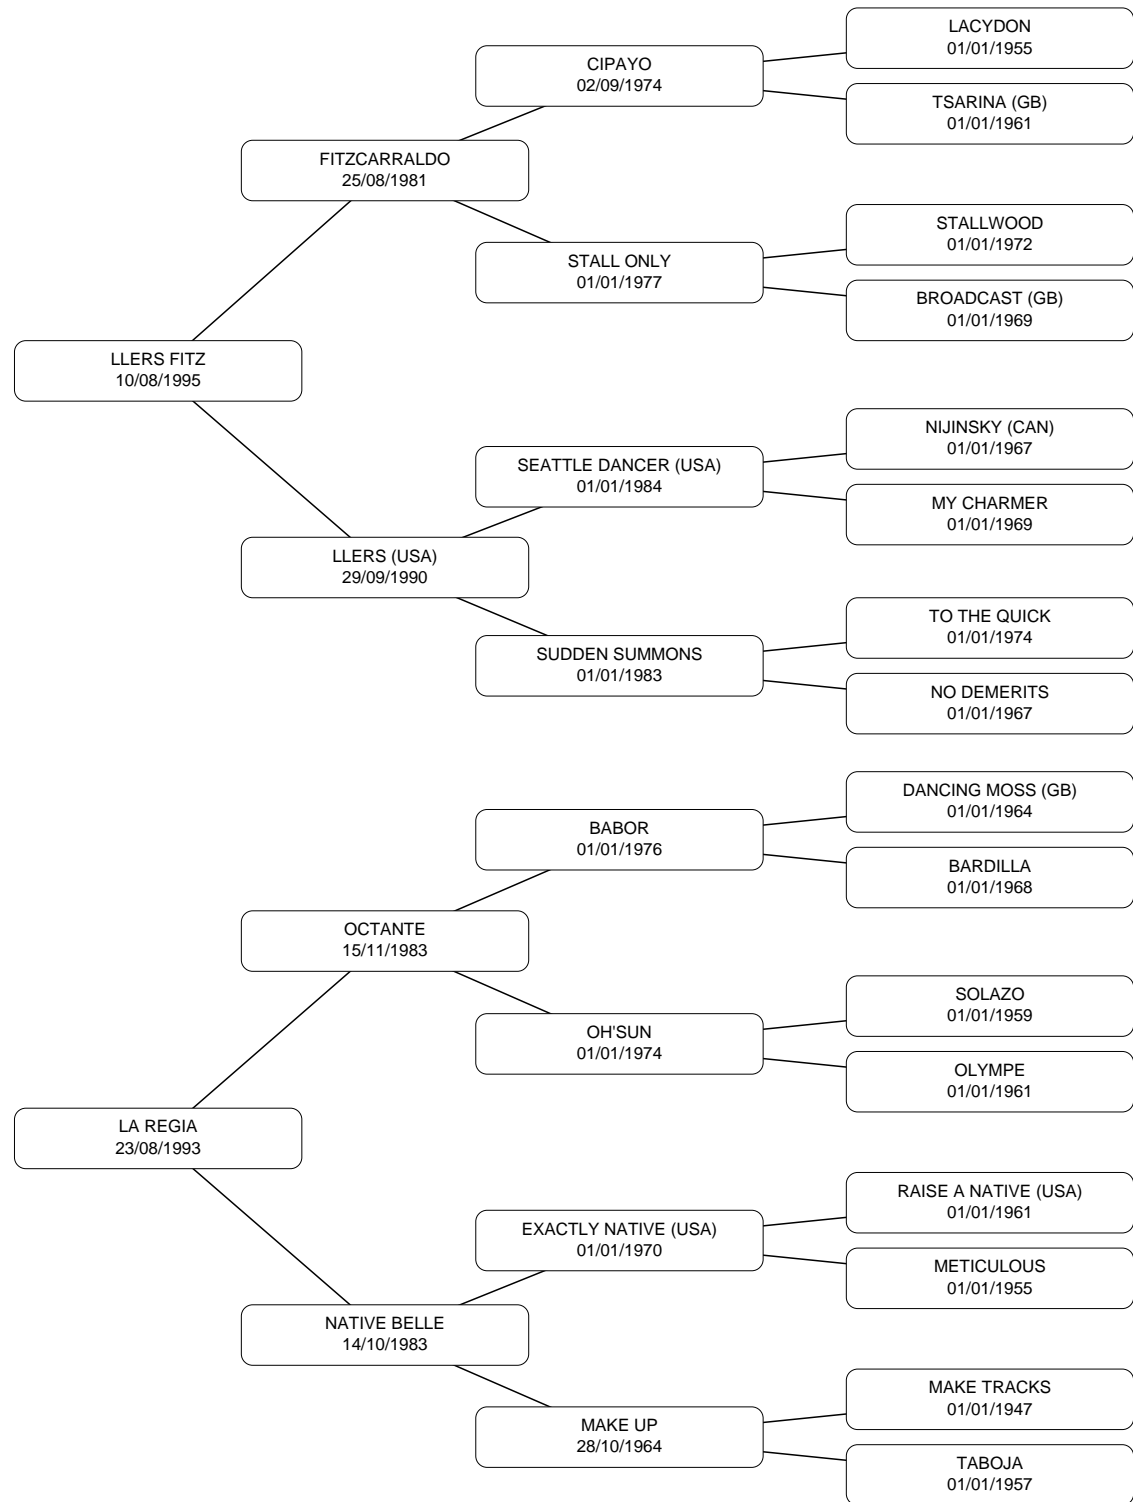 LACYDON
01/01/1955
CIPAYO
02/09/1974
TSARINA (GB)
01/01/1961
FITZCARRALDO
25/08/1981
STALLWOOD
01/01/1972
STALL ONLY
01/01/1977
BROADCAST (GB)
01/01/1969
LLERS FITZ
10/08/1995
NIJINSKY (CAN)
01/01/1967
SEATTLE DANCER (USA)
01/01/1984
MY CHARMER
01/01/1969
LLERS (USA)
29/09/1990
TO THE QUICK
01/01/1974
SUDDEN SUMMONS
01/01/1983
NO DEMERITS
01/01/1967
DANCING MOSS (GB)
01/01/1964
BABOR
01/01/1976
BARDILLA
01/01/1968
OCTANTE
15/11/1983
SOLAZO
01/01/1959
OH'SUN
01/01/1974
OLYMPE
01/01/1961
LA REGIA
23/08/1993
RAISE A NATIVE (USA)
01/01/1961
EXACTLY NATIVE (USA)
01/01/1970
METICULOUS
01/01/1955
NATIVE BELLE
14/10/1983
MAKE TRACKS
01/01/1947
MAKE UP
28/10/1964
TABOJA
01/01/1957